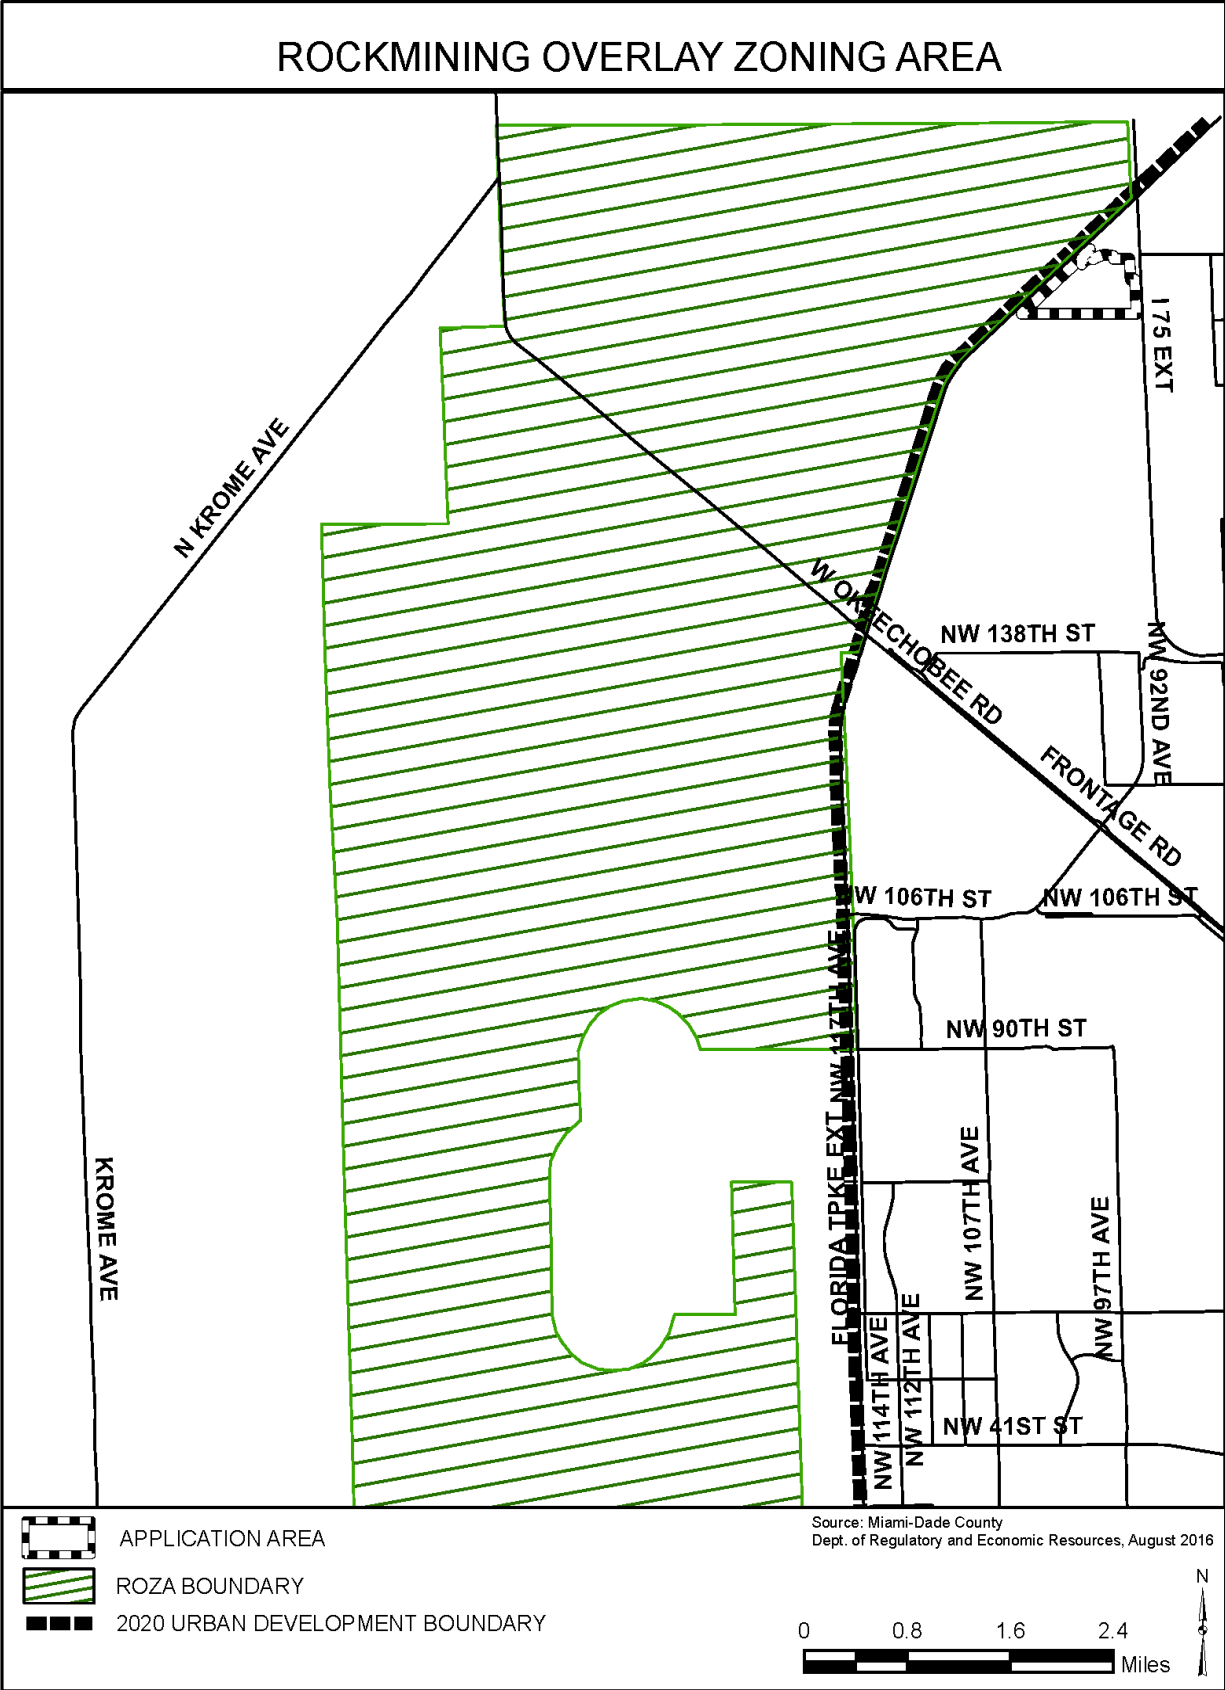 ROCKMINING OVERLAY ZONING AREA
I 75 EXT
N KROME AVE
W OKEECHOBEE RD
NW 138TH ST
NW 92ND AVE
FRONTAGE RD
NW 106TH ST
NW 106TH ST
NW 117TH AVE
NW 90TH ST
FLORIDA TPKE EXT
NW 107TH AVE
KROME AVE
NW 97TH AVE
NW 114TH AVE
NW 112TH AVE
NW 41ST ST
Source: Miami-Dade County
Dept. of Regulatory and Economic Resources, August 2016
APPLICATION AREA
ROZA BOUNDARY
2020 URBAN DEVELOPMENT BOUNDARY
N
0 0.8 1.6 2.4
Miles